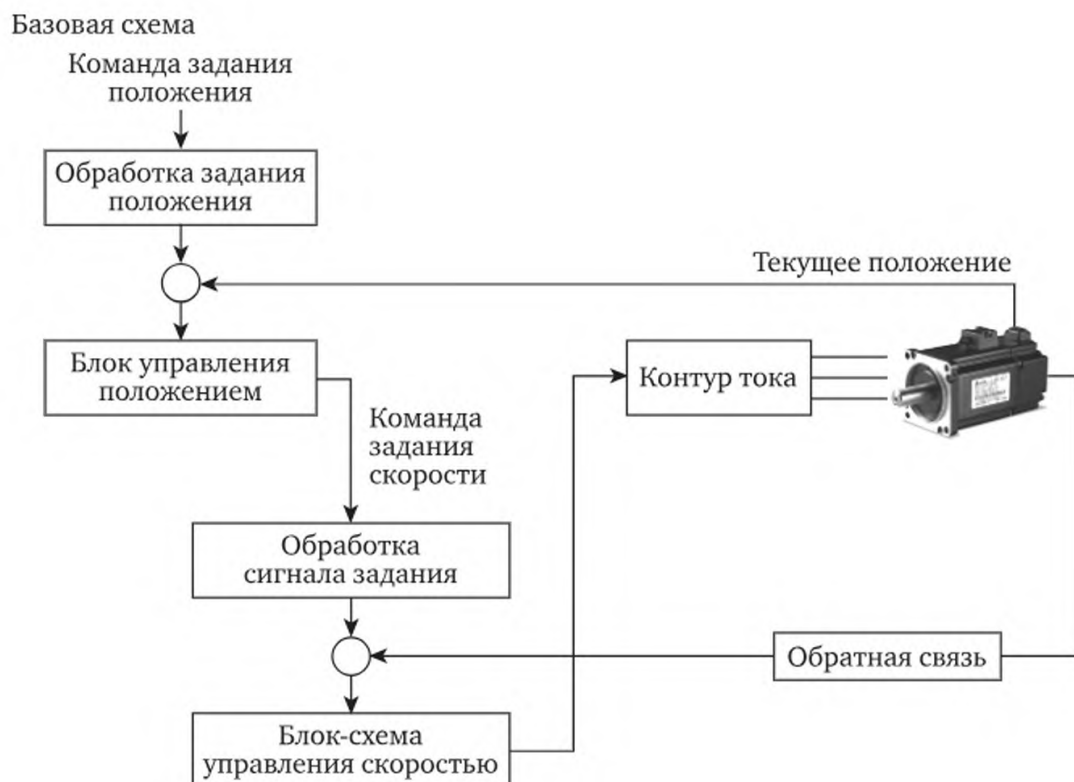 Базовая схема
Команда задания
положения
Обработка задания
положения
Текущее положение
Блок управления
положением
Контур тока
Команда
задания
скорости
Обработка
сигнала задания
Обратная связь
Блок-схема
управления скоростью